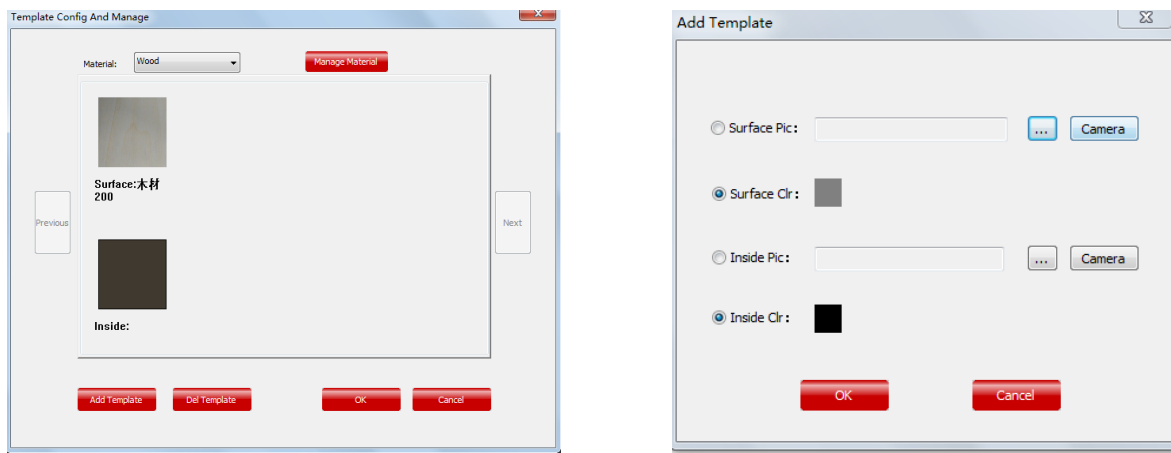 Template Config And Manage
Material:
Wood
Manage Material
Surface:木材
200
Previous
Next
Inside:
Add Template
Del Template
OK
Cancel
Add Template
Surface Pic:
...
Camera
Surface Clr:
Inside Pic:
...
Camera
Inside Clr:
OK
Cancel